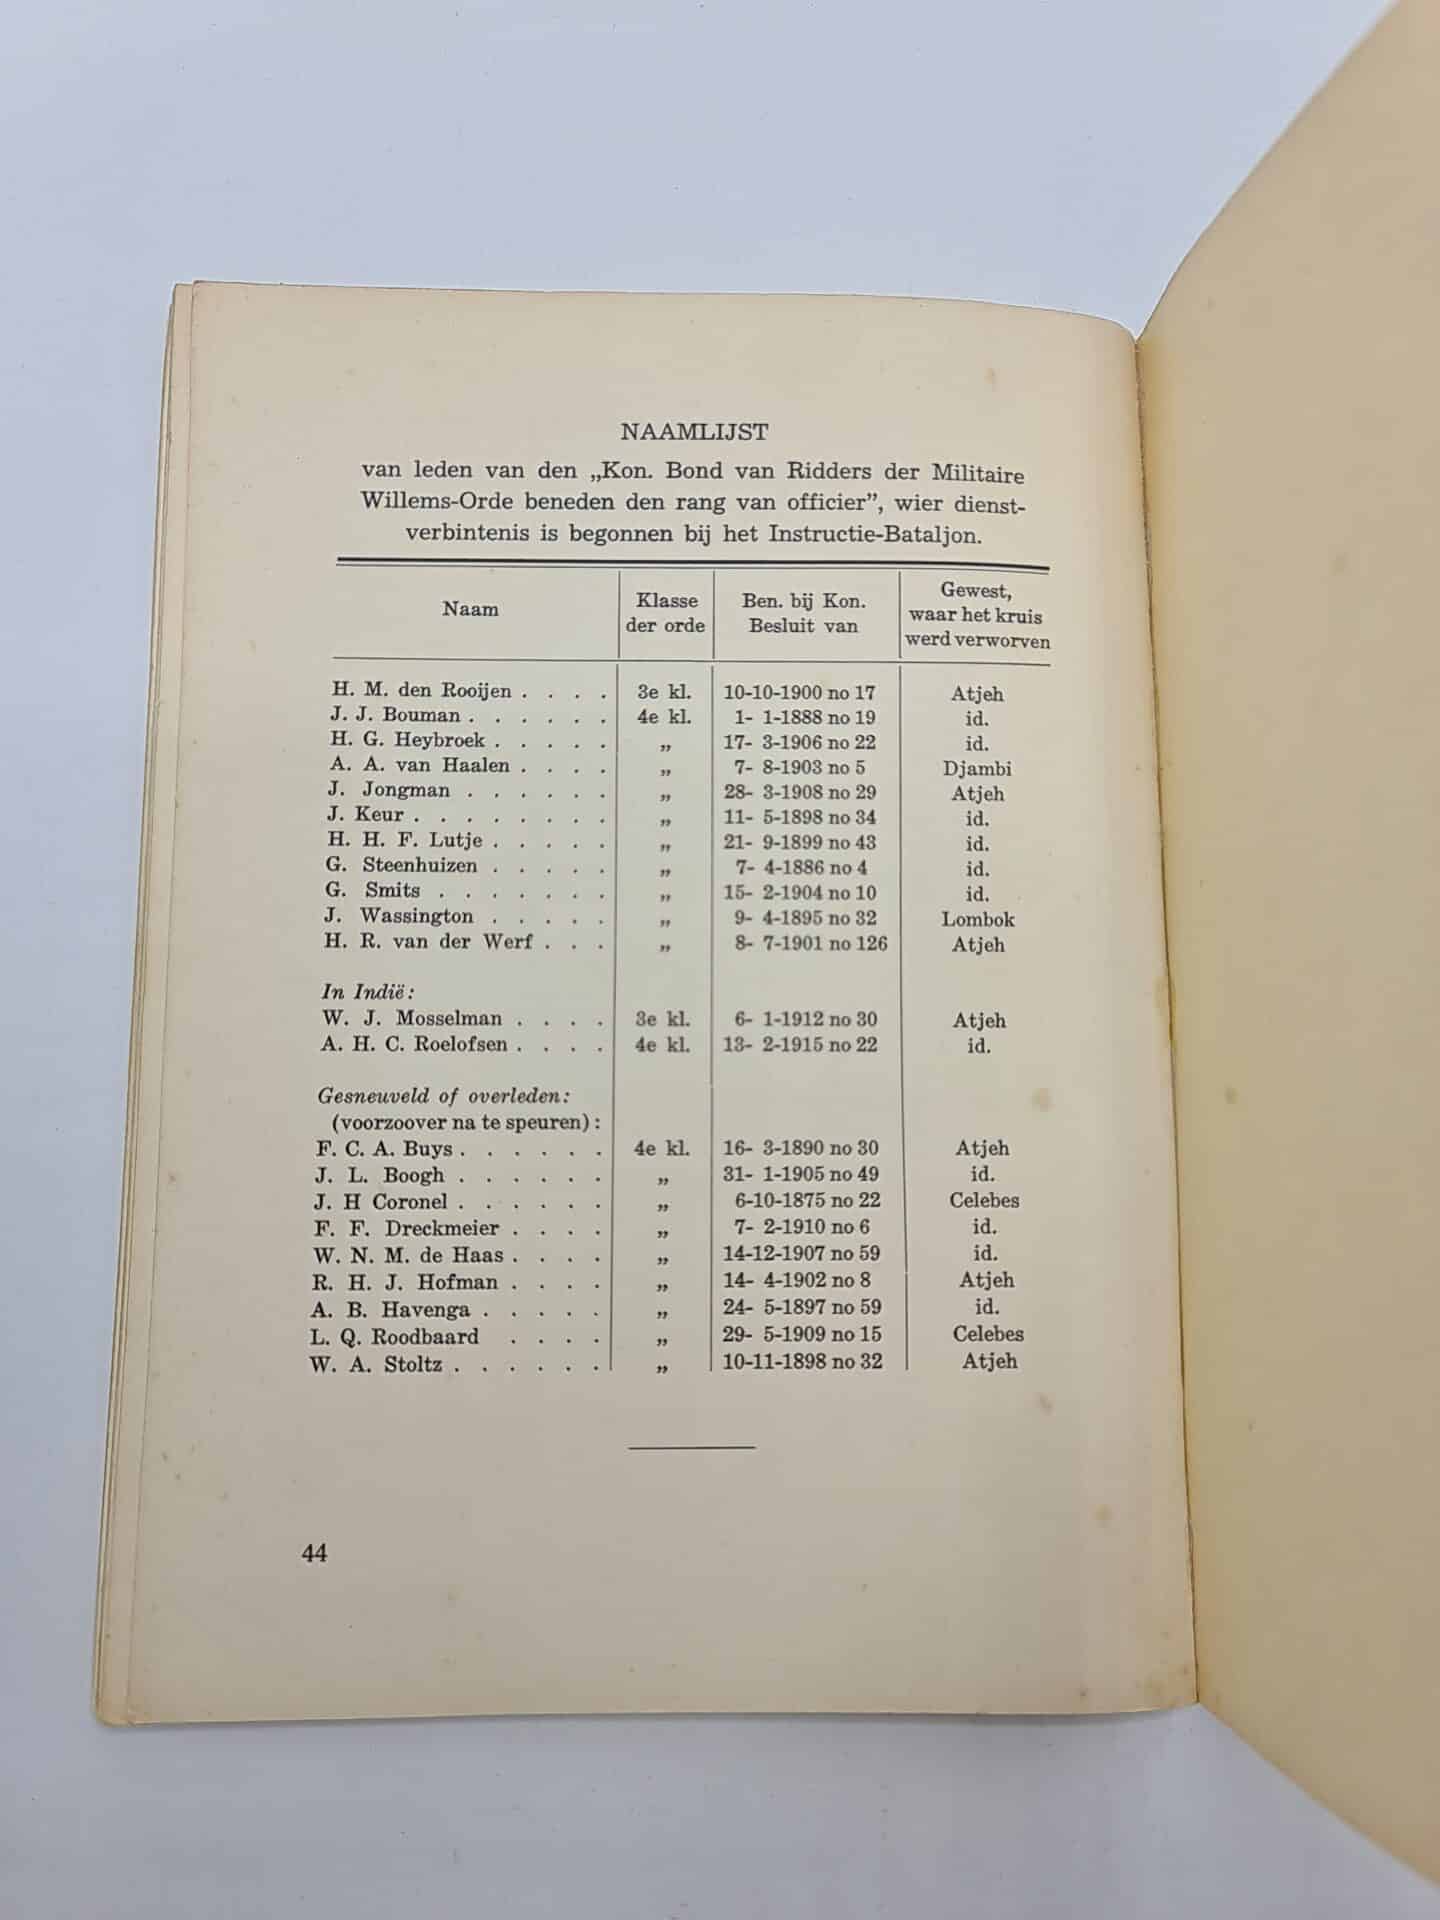 NAAMLIJST
van leden van den „Kon. Bond van Ridders der Militaire
Willems-Orde beneden den rang van officier”, wier dienst-
verbintenis is begonnen bij het Instructie-Bataljon.
Naam | Klasse der orde | Ben. bij Kon. Besluit van | Gewest, waar het kruis werd verworven
H. M. den Rooijen . . . . 3e kl. 10-10-1900 no 17 Atjeh
J. J. Bouman . . . . . . 4e kl. 1- 1-1888 no 19 id.
H. G. Heybroek . . . . . „ 17- 3-1906 no 22 id.
A. A. van Haalen . . . . „ 7- 8-1903 no 5 Djambi
J. Jongman . . . . . . „ 28- 3-1908 no 29 Atjeh
J. Keur . . . . . . . . „ 11- 5-1898 no 34 id.
H. H. F. Lutje . . . . . „ 21- 9-1899 no 43 id.
G. Steenhuizen . . . . . „ 7- 4-1886 no 4 id.
G. Smits . . . . . . . „ 15- 2-1904 no 10 id.
J. Wassington . . . . . „ 9- 4-1895 no 32 Lombok
H. R. van der Werf . . . „ 8- 7-1901 no 126 Atjeh
In Indië:
W. J. Mosselman . . . . 3e kl. 6- 1-1912 no 30 Atjeh
A. H. C. Roelofsen . . . . 4e kl. 13- 2-1915 no 22 id.
Gesneuveld of overleden:
(voorzoover na te speuren):
F. C. A. Buys . . . . . . 4e kl. 16- 3-1890 no 30 Atjeh
J. L. Boogh . . . . . . „ 31- 1-1905 no 49 id.
J. H Coronel . . . . . . „ 6-10-1875 no 22 Celebes
F. F. Dreckmeier . . . . „ 7- 2-1910 no 6 id.
W. N. M. de Haas . . . . „ 14-12-1907 no 59 id.
R. H. J. Hofman . . . . „ 14- 4-1902 no 8 Atjeh
A. B. Havenga . . . . . „ 24- 5-1897 no 59 id.
L. Q. Roodbaard . . . . „ 29- 5-1909 no 15 Celebes
W. A. Stoltz . . . . . . „ 10-11-1898 no 32 Atjeh
44